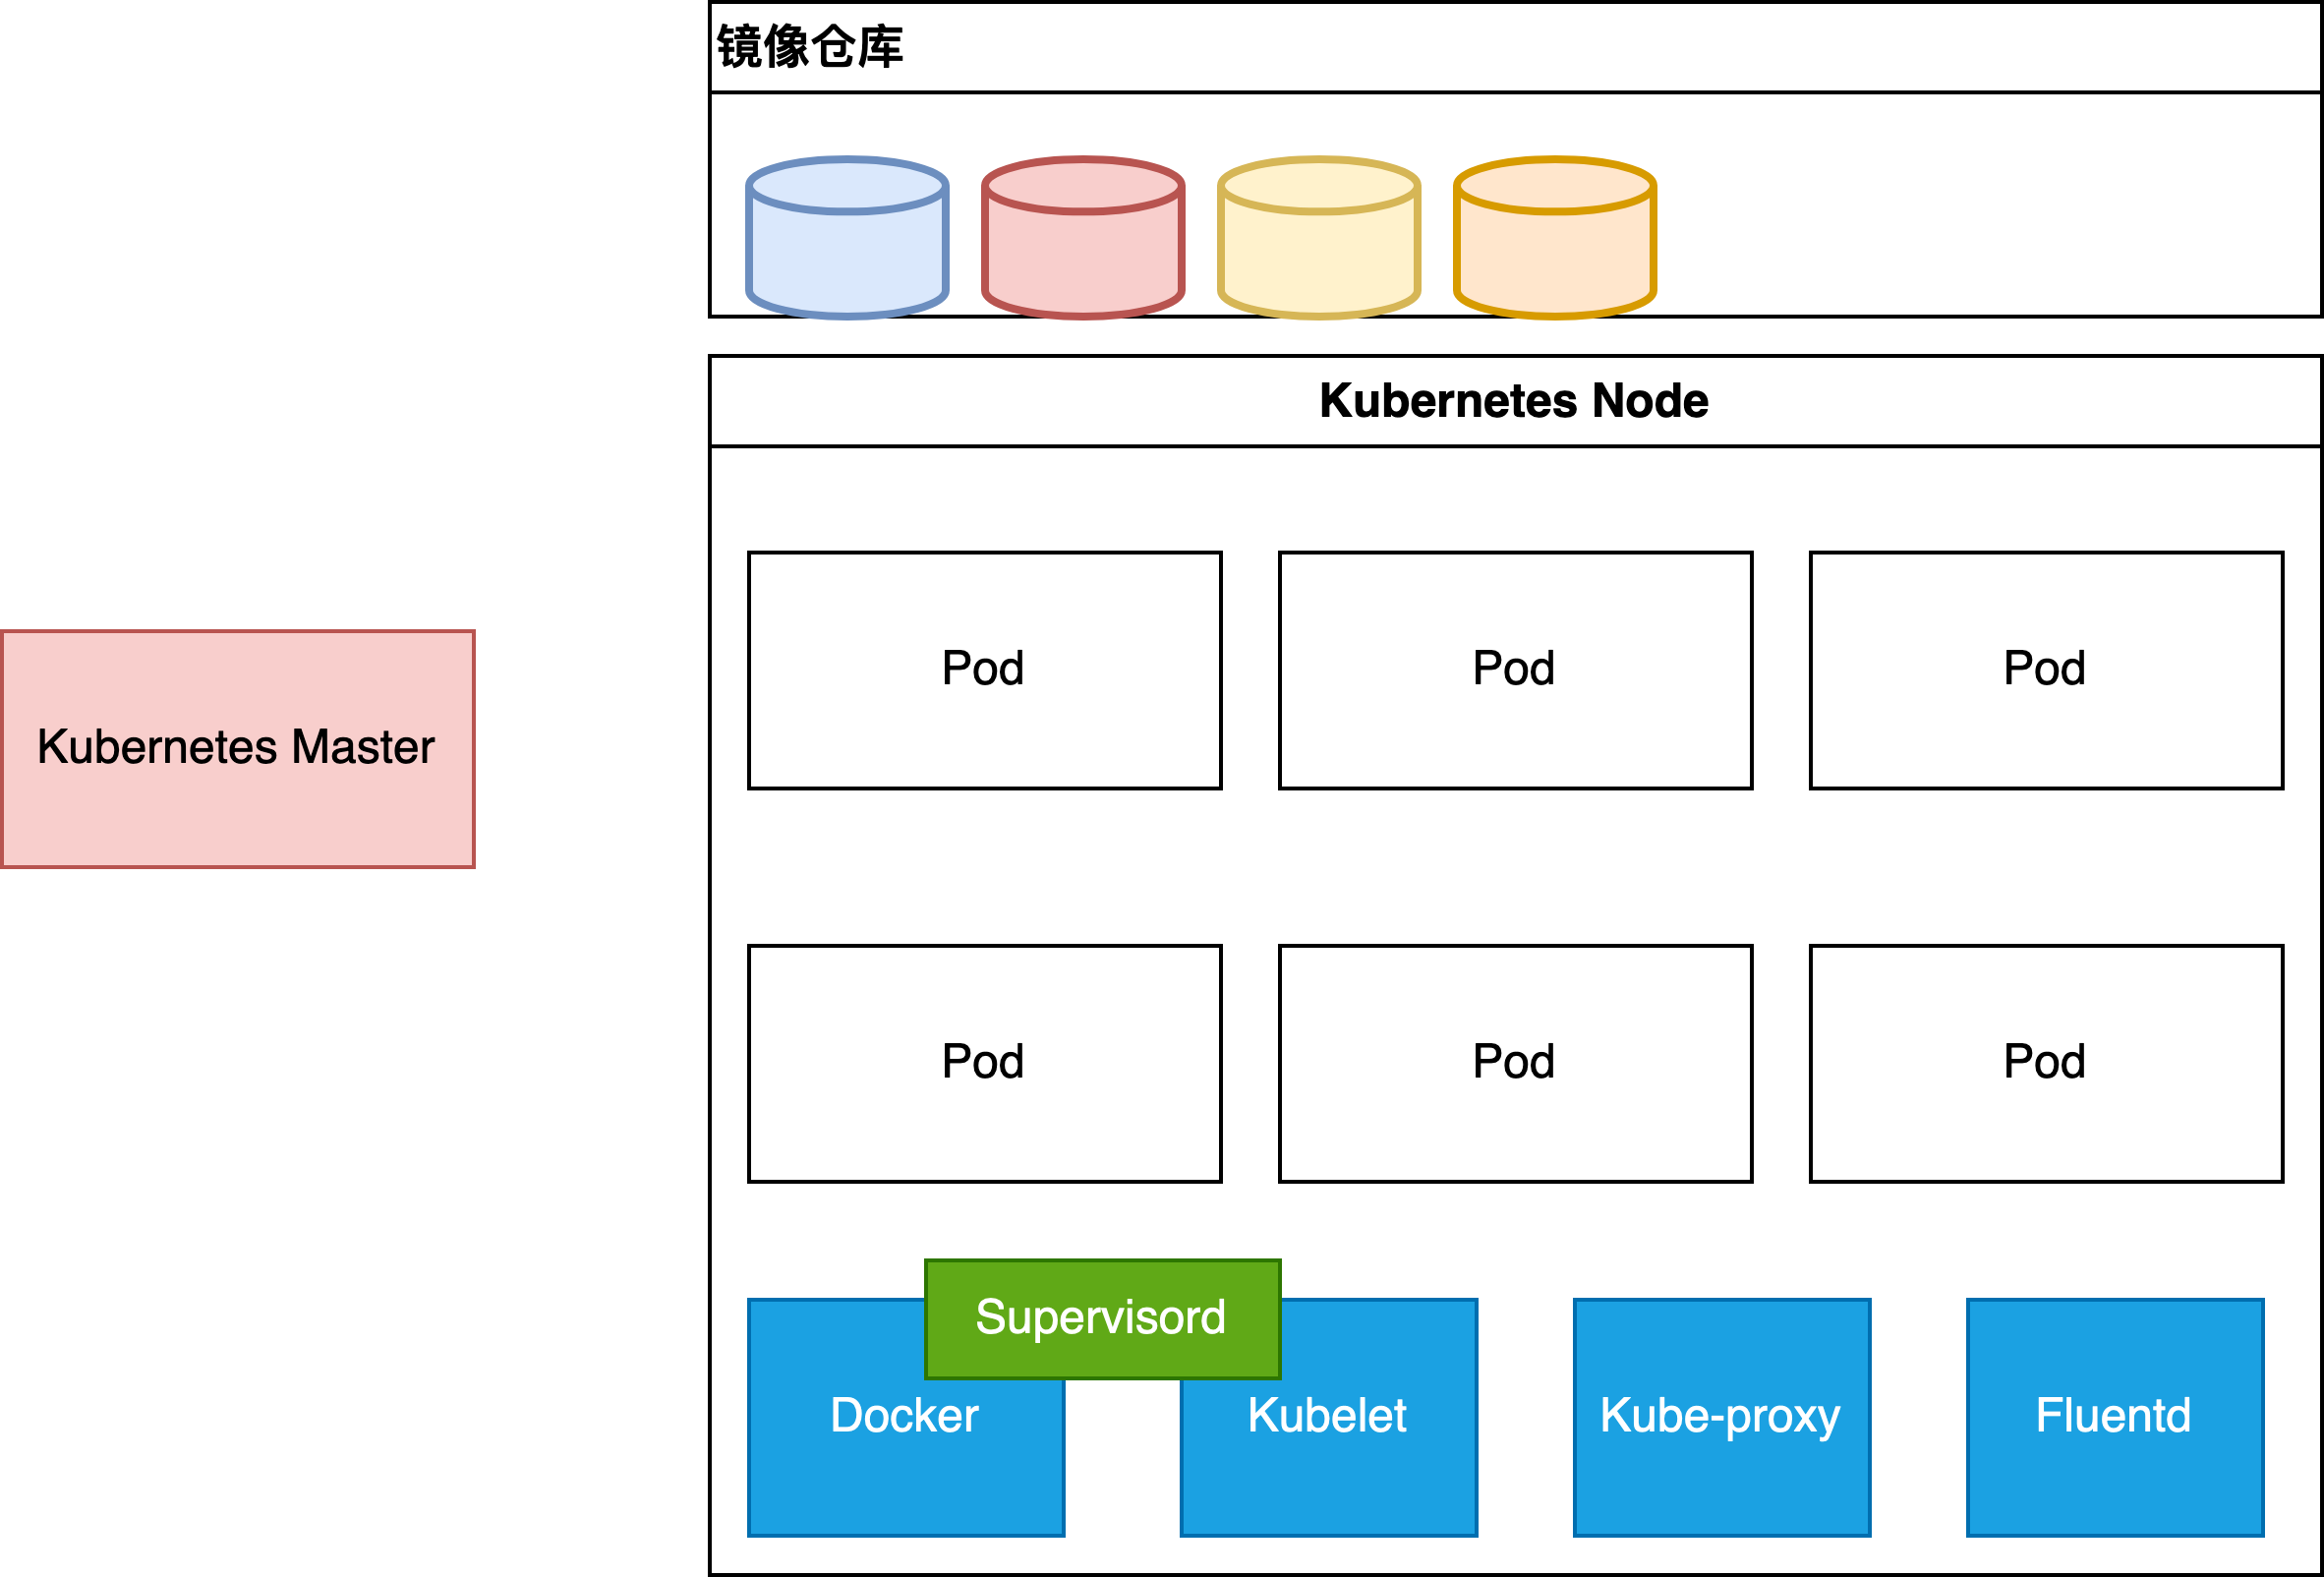 镜像仓库
Kubernetes Node
Pod
Pod
Pod
Kubernetes Master
Pod
Pod
Pod
Supervisord
Docker
Kubelet
Kube-proxy
Fluentd